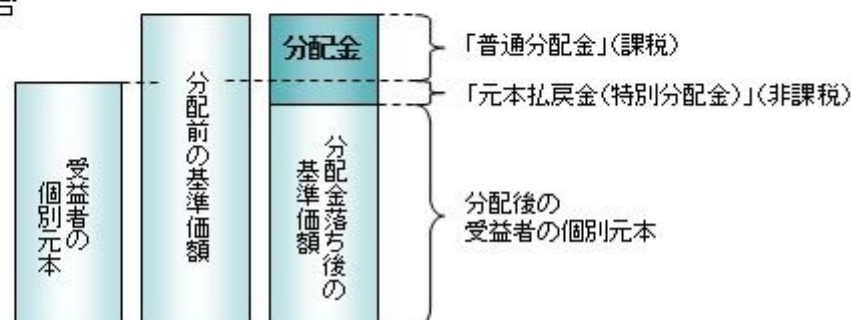 分配金
「普通分配金」(課税)
「元本払戻金(特別分配金)」(非課税)
受益者の
個別元本
分配前の基準価額
分配金落ち後の
基準価額
分配後の
受益者の個別元本